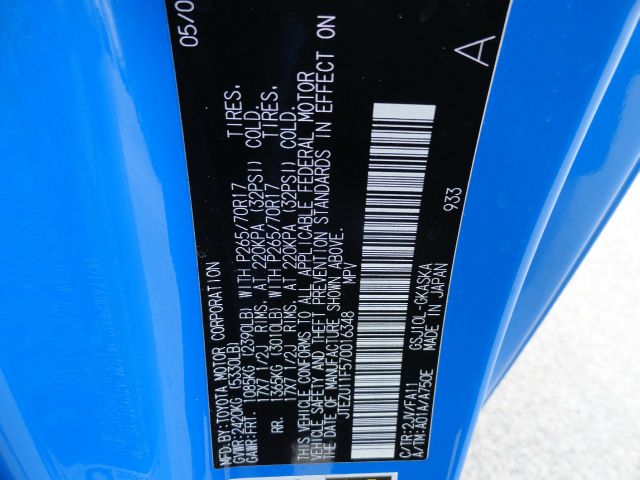 MFD.BY:TOYOTA MOTOR CORPORATION 05/0
GVWR:2420KG (5330LB)
GAWR:FRT 1085KG (2390LB) WITH P265/70R17 TIRES.
17X7 1/2J RIMS, AT 220KPA (32PSI) COLD.
RR. 1365KG (3010LB) WITH P265/70R17 TIRES.
17X7 1/2J RIMS, AT 220KPA (32PSI) COLD.
THIS VEHICLE CONFORMS TO ALL APPLICABLE FEDERAL MOTOR
VEHICLE SAFETY AND THEFT PREVENTION STANDARDS IN EFFECT ON
THE DATE OF MANUFACTURE SHOWN ABOVE.
JTEZU11F570016348 MPV
933
C/TR:2JV/FA11 GSJ10L-GKASKA
A/TM:A01A/A750E MADE IN JAPAN
A